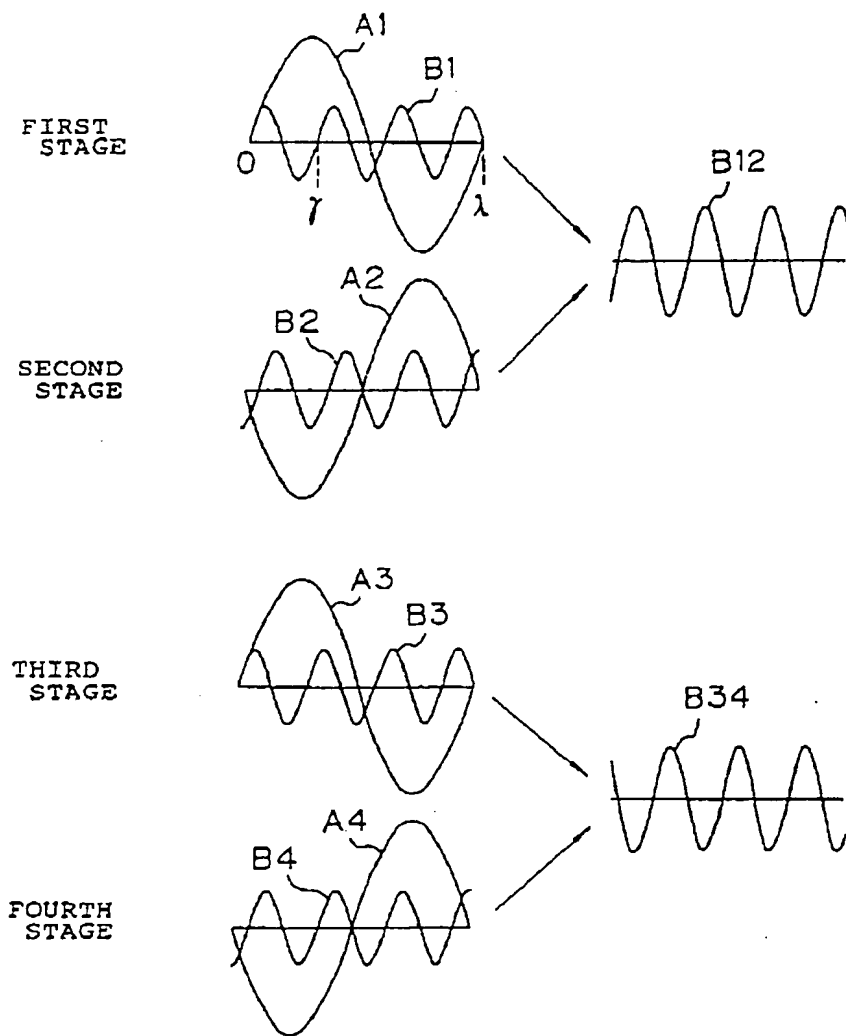 A1
B1
FIRST
STAGE
0
γ
λ
B12
A2
B2
SECOND
STAGE
A3
B3
THIRD
STAGE
B34
A4
B4
FOURTH
STAGE